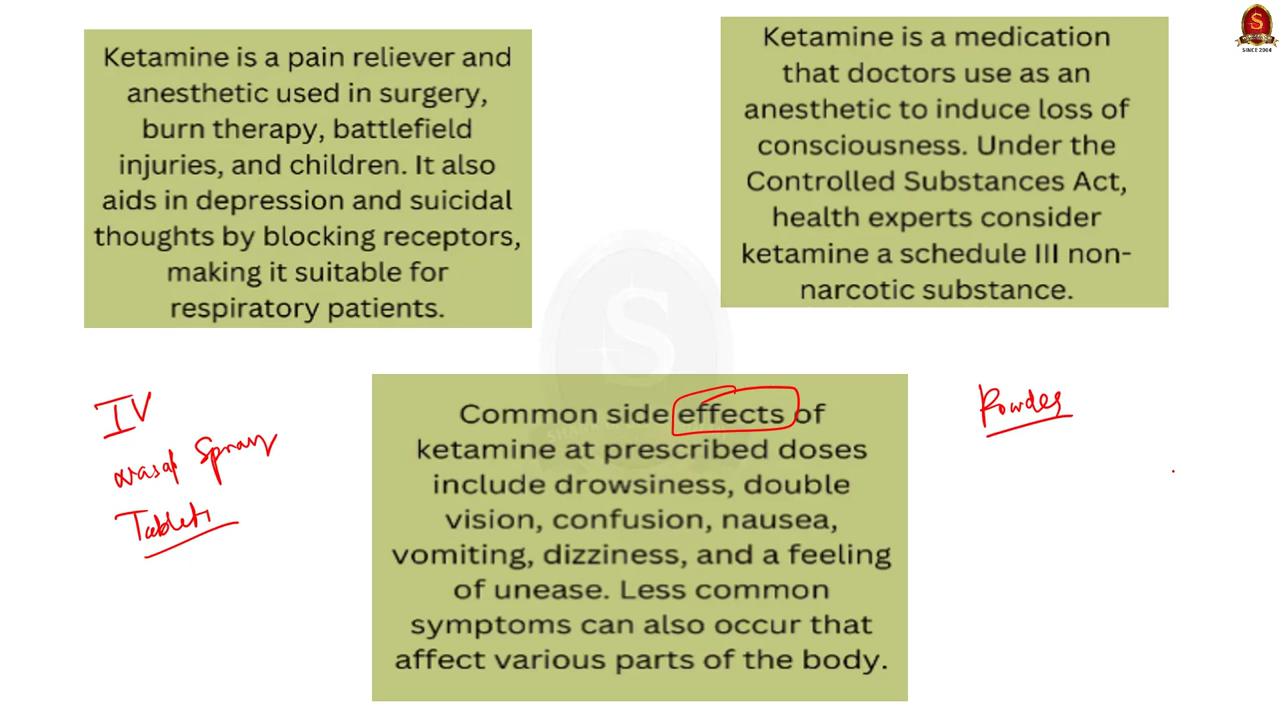 Ketamine is a pain reliever and
anesthetic used in surgery,
burn therapy, battlefield
injuries, and children. It also
aids in depression and suicidal
thoughts by blocking receptors,
making it suitable for
respiratory patients.
Ketamine is a medication
that doctors use as an
anesthetic to induce loss of
consciousness. Under the
Controlled Substances Act,
health experts consider
ketamine a schedule III non-
narcotic substance.
S
SINCE 2004
IV
Nasal Spray
Tablets
Common side effects of
ketamine at prescribed doses
include drowsiness, double
vision, confusion, nausea,
vomiting, dizziness, and a feeling
of unease. Less common
symptoms can also occur that
affect various parts of the body.
Powder
S